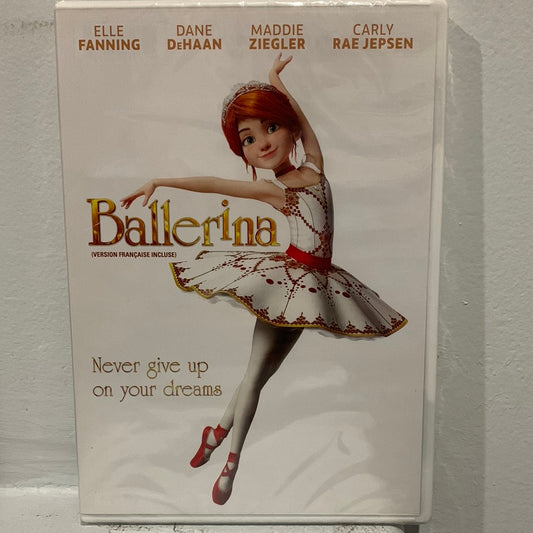 ELLE DANE MADDIE CARLY
FANNING DeHAAN ZIEGLER RAE JEPSEN
Ballerina
(VERSION FRANÇAISE INCLUSE)
Never give up
on your dreams